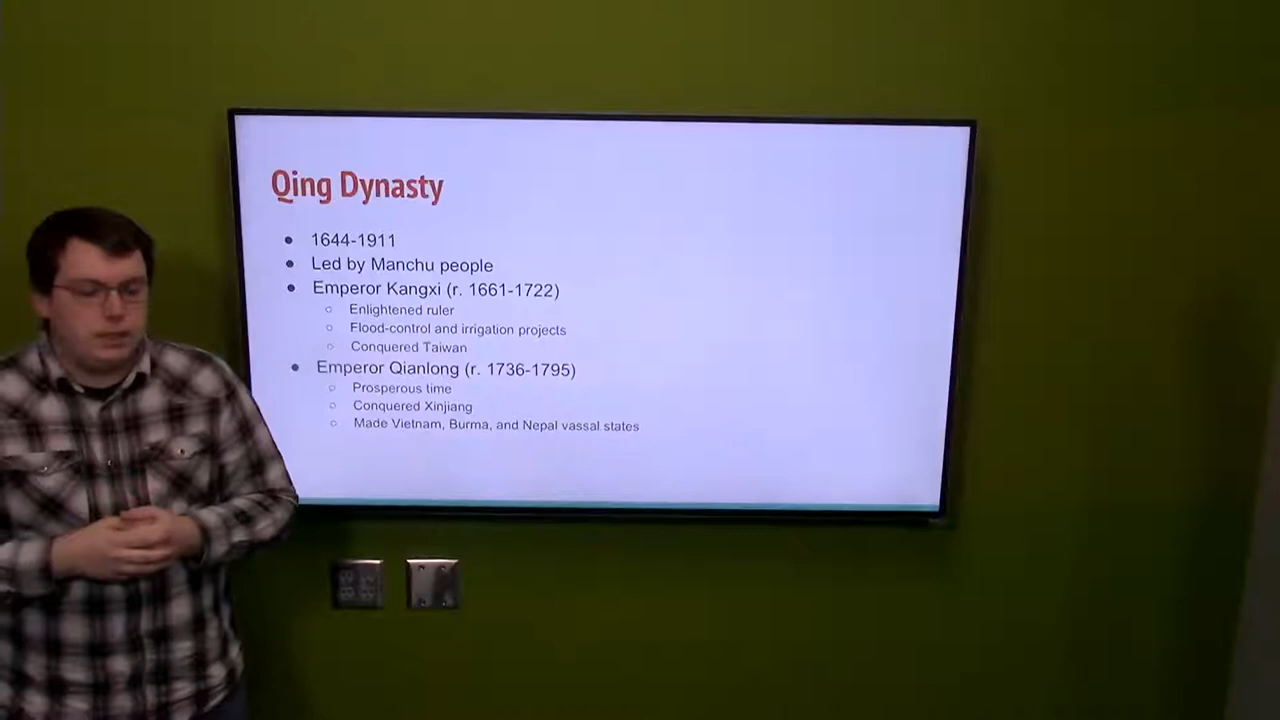 Qing Dynasty
● 1644-1911
● Led by Manchu people
● Emperor Kangxi (r. 1661-1722)
○ Enlightened ruler
○ Flood-control and irrigation projects
○ Conquered Taiwan
● Emperor Qianlong (r. 1736-1795)
○ Prosperous time
○ Conquered Xinjiang
○ Made Vietnam, Burma, and Nepal vassal states